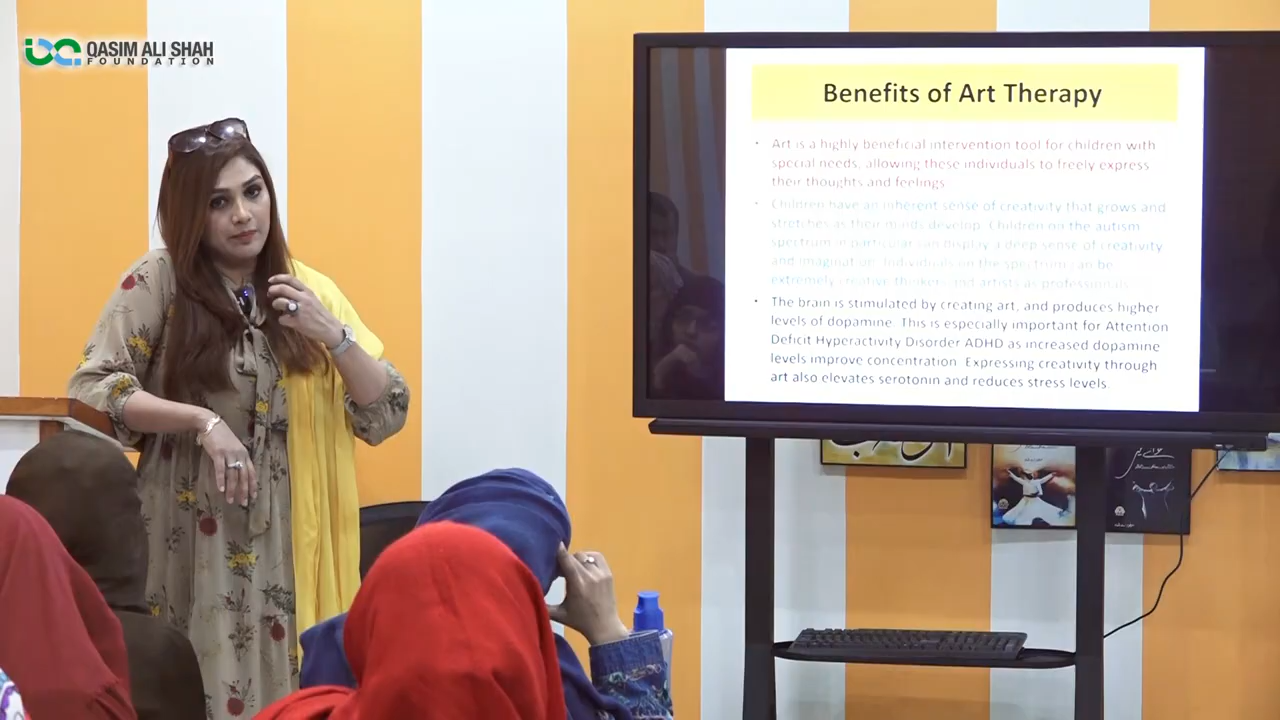 QASIM ALI SHAH
FOUNDATION
Benefits of Art Therapy
• Art is a highly beneficial intervention tool for children with
special needs, allowing these individuals to freely express
their thoughts and feelings
• Children have an inherent sense of creativity that grows and
stretches as their minds develop. Children on the autism
spectrum in particular can display a deep sense of creativity
and imagination. Individuals on the spectrum can be
extremely creative thinkers and artists as professionals.
• The brain is stimulated by creating art, and produces higher
levels of dopamine. This is especially important for Attention
Deficit Hyperactivity Disorder ADHD as increased dopamine
levels improve concentration. Expressing creativity through
art also elevates serotonin and reduces stress levels.